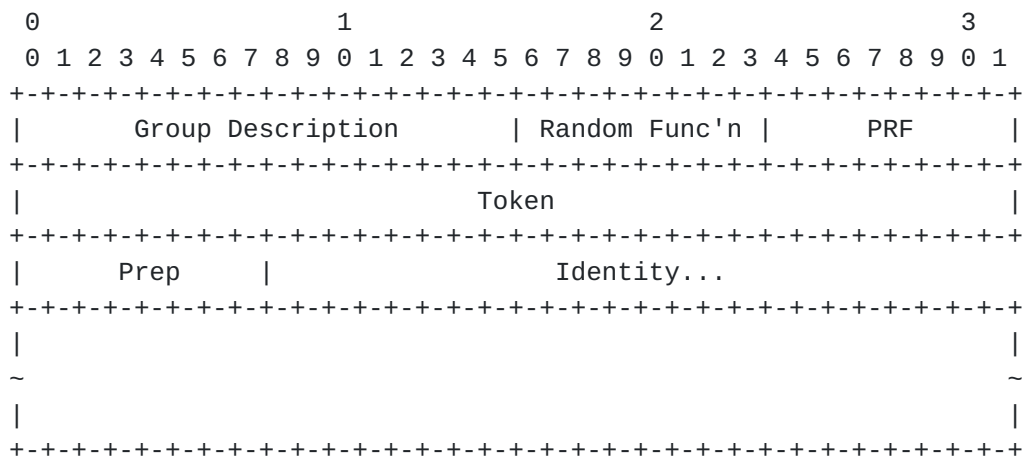 0                   1                   2                   3
 0 1 2 3 4 5 6 7 8 9 0 1 2 3 4 5 6 7 8 9 0 1 2 3 4 5 6 7 8 9 0 1
+-+-+-+-+-+-+-+-+-+-+-+-+-+-+-+-+-+-+-+-+-+-+-+-+-+-+-+-+-+-+-+-+
|       Group Description       | Random Func'n |      PRF      |
+-+-+-+-+-+-+-+-+-+-+-+-+-+-+-+-+-+-+-+-+-+-+-+-+-+-+-+-+-+-+-+-+
|                             Token                             |
+-+-+-+-+-+-+-+-+-+-+-+-+-+-+-+-+-+-+-+-+-+-+-+-+-+-+-+-+-+-+-+-+
|      Prep     |                  Identity...
+-+-+-+-+-+-+-+-+-+-+-+-+-+-+-+-+-+-+-+-+-+-+-+-+-+-+-+-+-+-+-+-+
|                                                               |
~                                                               ~
|                                                               |
+-+-+-+-+-+-+-+-+-+-+-+-+-+-+-+-+-+-+-+-+-+-+-+-+-+-+-+-+-+-+-+-+